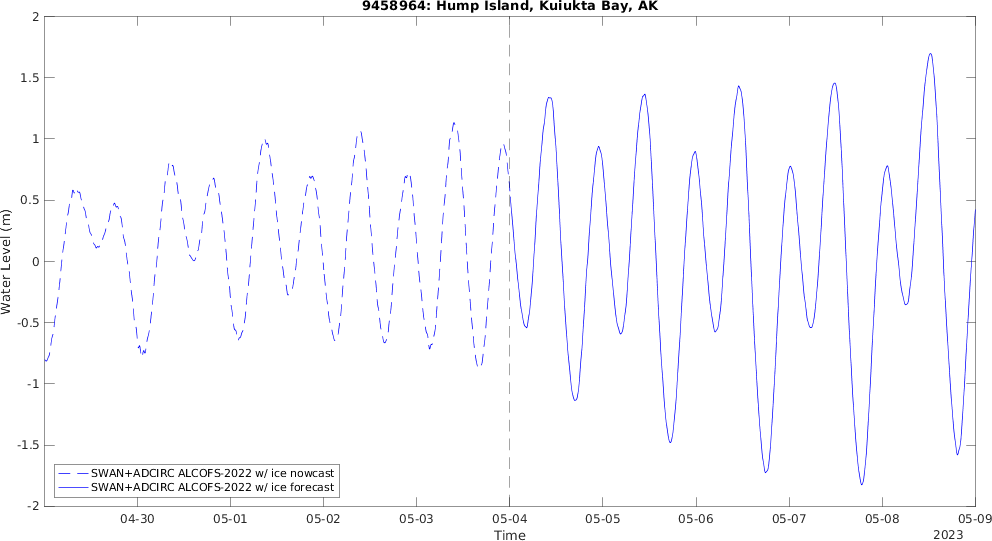 9458964: Hump Island, Kuiukta Bay, AK
2
1.5
1
0.5
0
-0.5
-1
-1.5
-2
Water Level (m)
SWAN+ADCIRC ALCOFS-2022 w/ ice nowcast
SWAN+ADCIRC ALCOFS-2022 w/ ice forecast
04-30 05-01 05-02 05-03 05-04 05-05 05-06 05-07 05-08 05-09
Time
2023